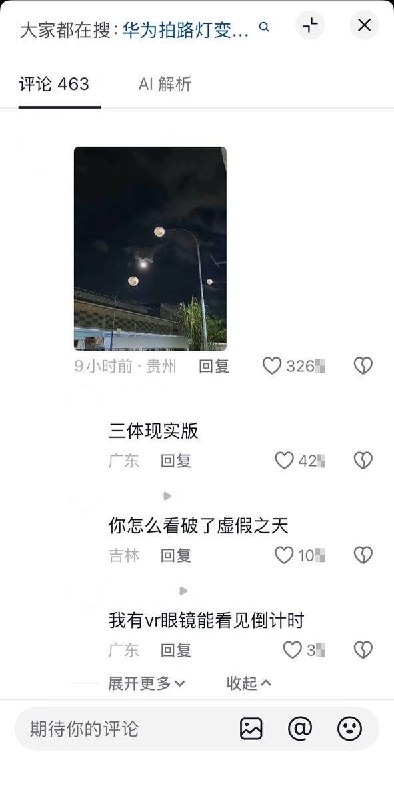 大家都在搜：华为拍路灯变...
评论 463
AI 解析
9小时前 · 贵州 回复 326
三体现实版
广东 回复 42
你怎么看破了虚假之天
吉林 回复 10
我有vr眼镜能看见倒计时
广东 回复 3
展开更多 收起
期待你的评论